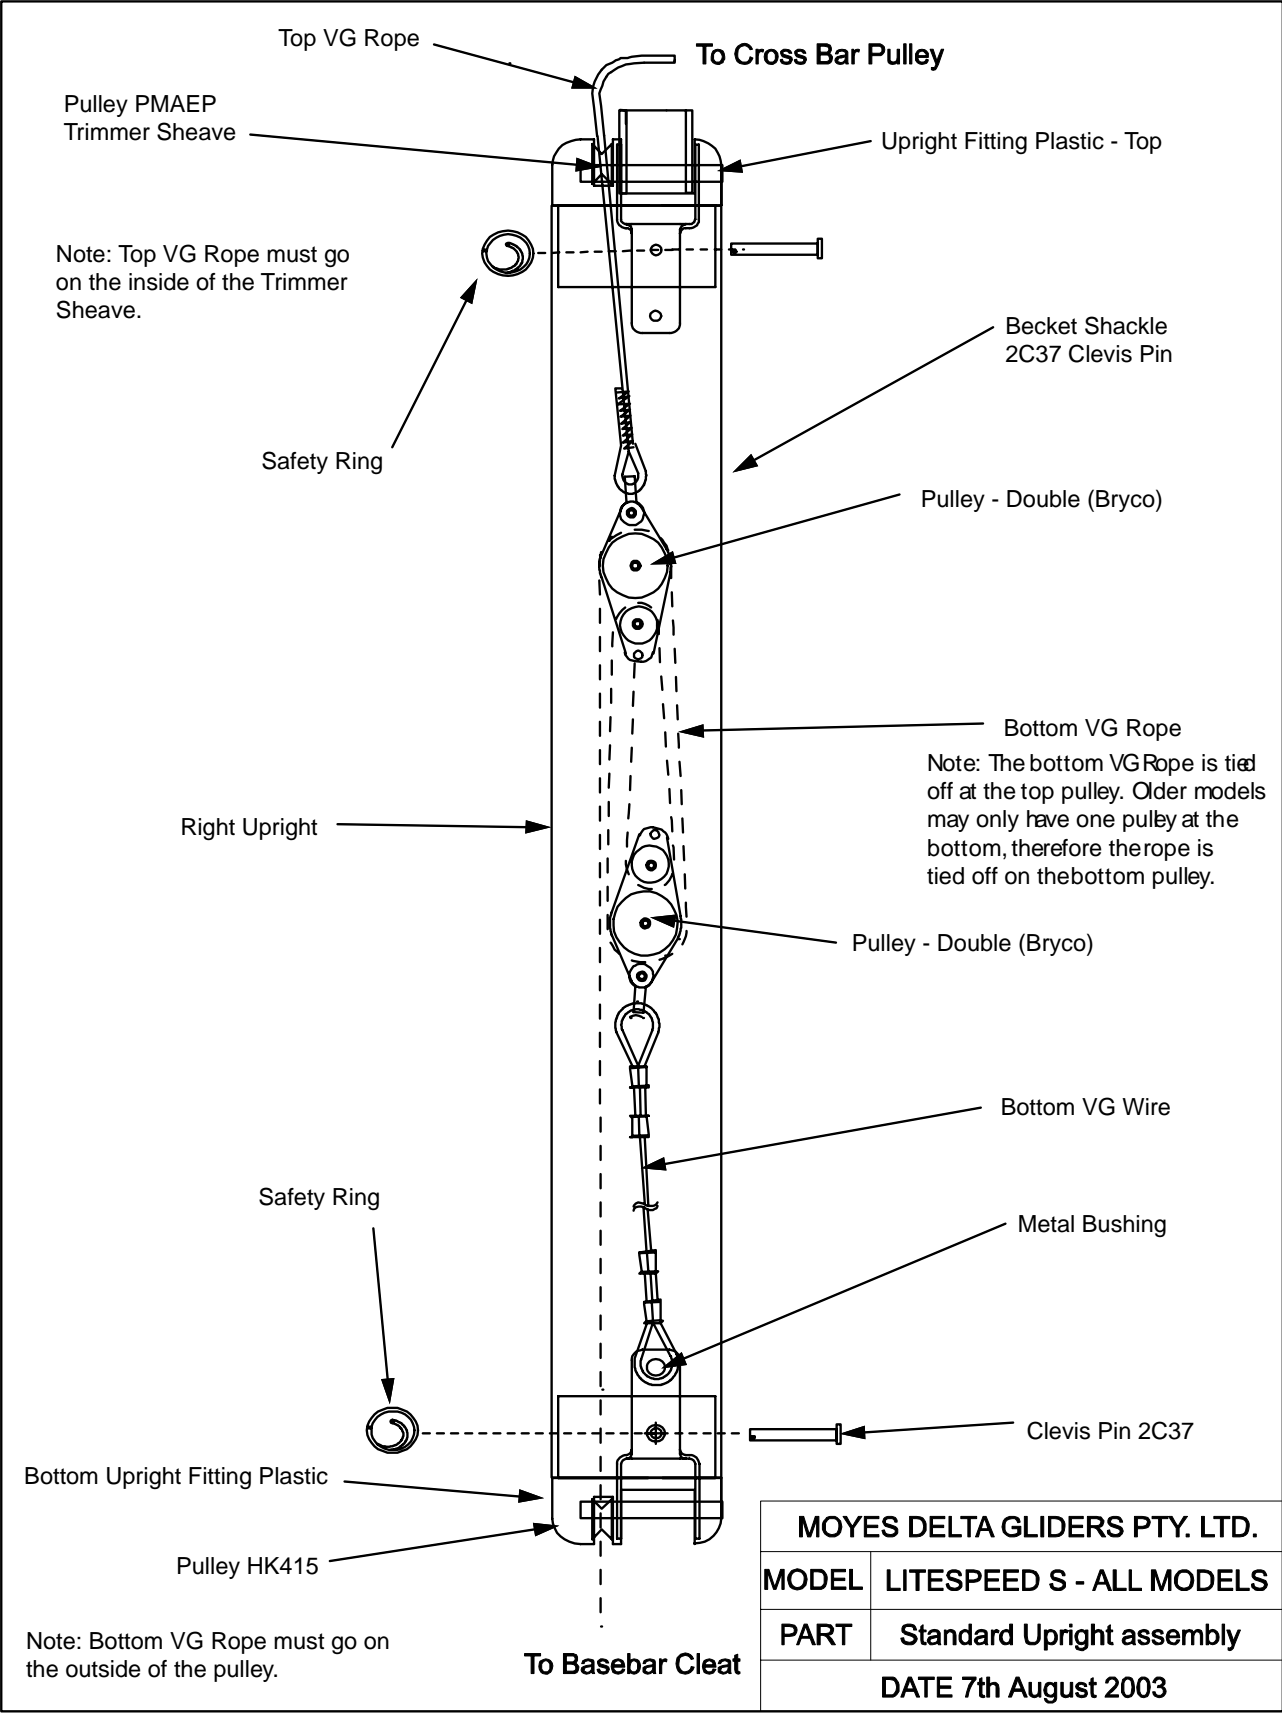 Top VG Rope
To Cross Bar Pulley
Pulley PMAEP
Trimmer Sheave
Upright Fitting Plastic - Top
Note: Top VG Rope must go
on the inside of the Trimmer
Sheave.
Becket Shackle
2C37 Clevis Pin
Safety Ring
Pulley - Double (Bryco)
Bottom VG Rope
Note: The bottom VG Rope is tied
off at the top pulley. Older models
may only have one pulley at the
bottom, therefore the rope is
tied off on the bottom pulley.
Right Upright
Pulley - Double (Bryco)
Bottom VG Wire
Safety Ring
Metal Bushing
Clevis Pin 2C37
Bottom Upright Fitting Plastic
Pulley HK415
Note: Bottom VG Rope must go on
the outside of the pulley.
To Basebar Cleat
MOYES DELTA GLIDERS PTY. LTD.
MODEL LITESPEED S - ALL MODELS
PART Standard Upright assembly
DATE 7th August 2003